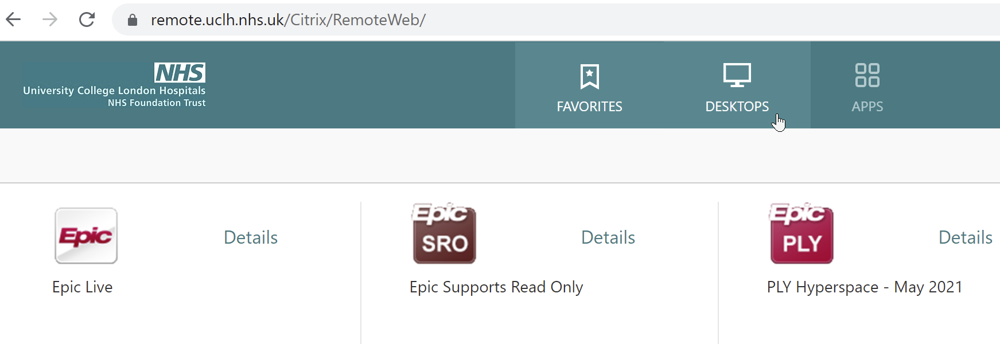 remote.uclh.nhs.uk/Citrix/RemoteWeb/
NHS
University College London Hospitals
NHS Foundation Trust
FAVORITES
DESKTOPS
APPS
Epic
Details
Epic Live
Epic
SRO
Details
Epic Supports Read Only
Epic
PLY
Details
PLY Hyperspace - May 2021